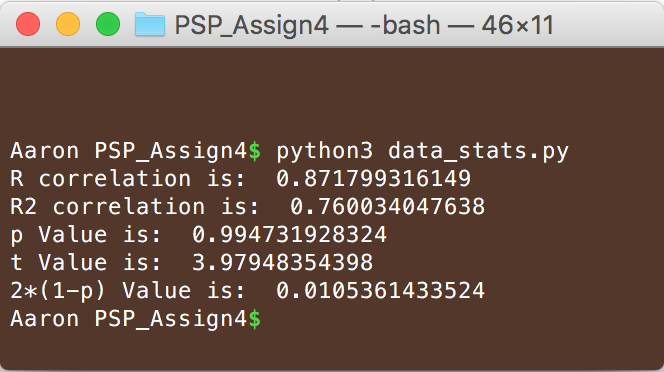 PSP_Assign4 — -bash — 46×11
Aaron PSP_Assign4$ python3 data_stats.py
R correlation is:  0.871799316149
R2 correlation is:  0.760034047638
p Value is:  0.994731928324
t Value is:  3.97948354398
2*(1-p) Value is:  0.0105361433524
Aaron PSP_Assign4$